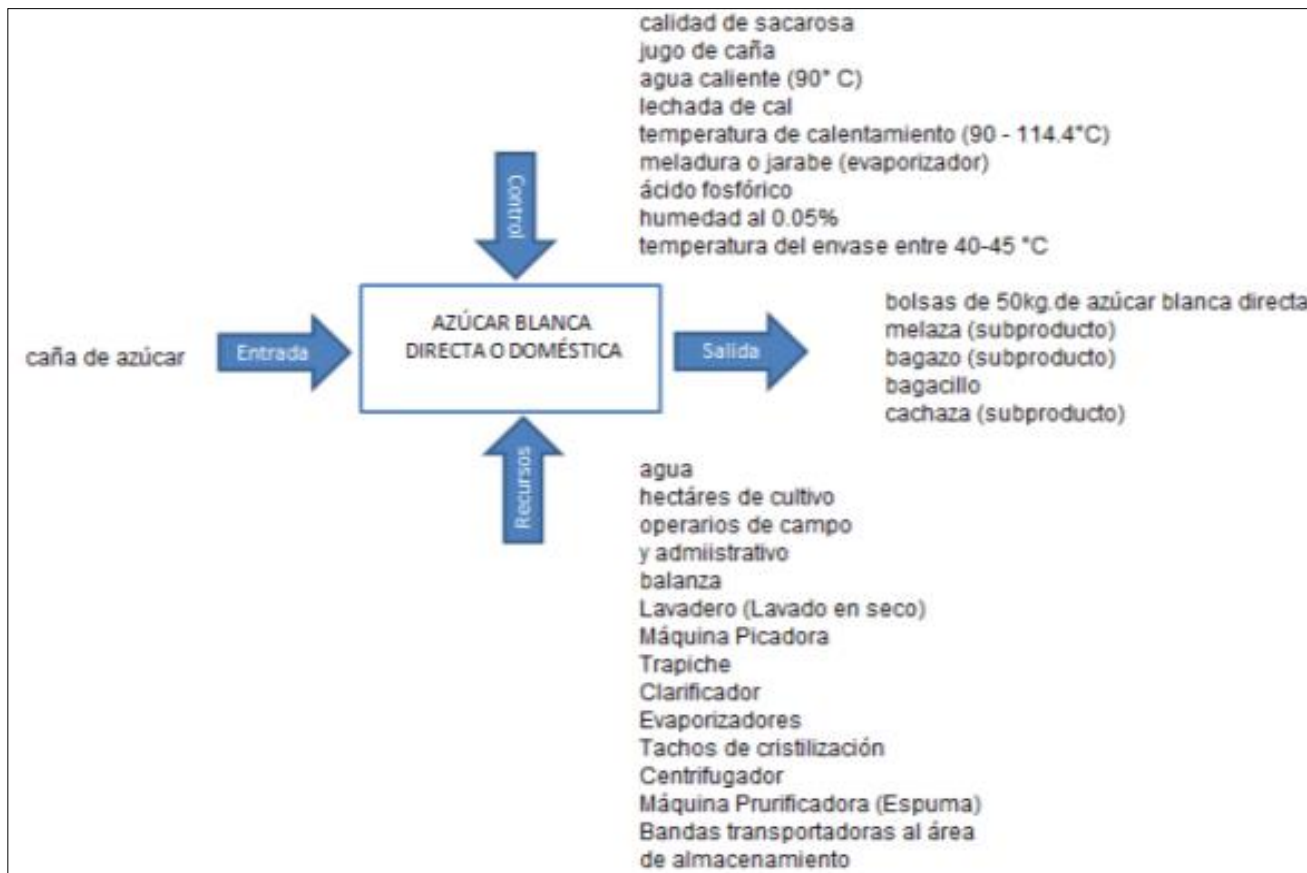 calidad de sacarosa
jugo de caña
agua caliente (90° C)
lechada de cal
temperatura de calentamiento (90 - 114.4°C)
meladura o jarabe (evaporizador)
ácido fosfórico
humedad al 0.05%
temperatura del envase entre 40-45 °C
Control
caña de azúcar
Entrada
AZÚCAR BLANCA
DIRECTA O DOMÉSTICA
Salida
bolsas de 50kg.de azúcar blanca directa
melaza (subproducto)
bagazo (subproducto)
bagacillo
cachaza (subproducto)
Recursos
agua
hectáres de cultivo
operarios de campo
y admiistrativo
balanza
Lavadero (Lavado en seco)
Máquina Picadora
Trapiche
Clarificador
Evaporizadores
Tachos de cristilización
Centrifugador
Máquina Prurificadora (Espuma)
Bandas transportadoras al área
de almacenamiento